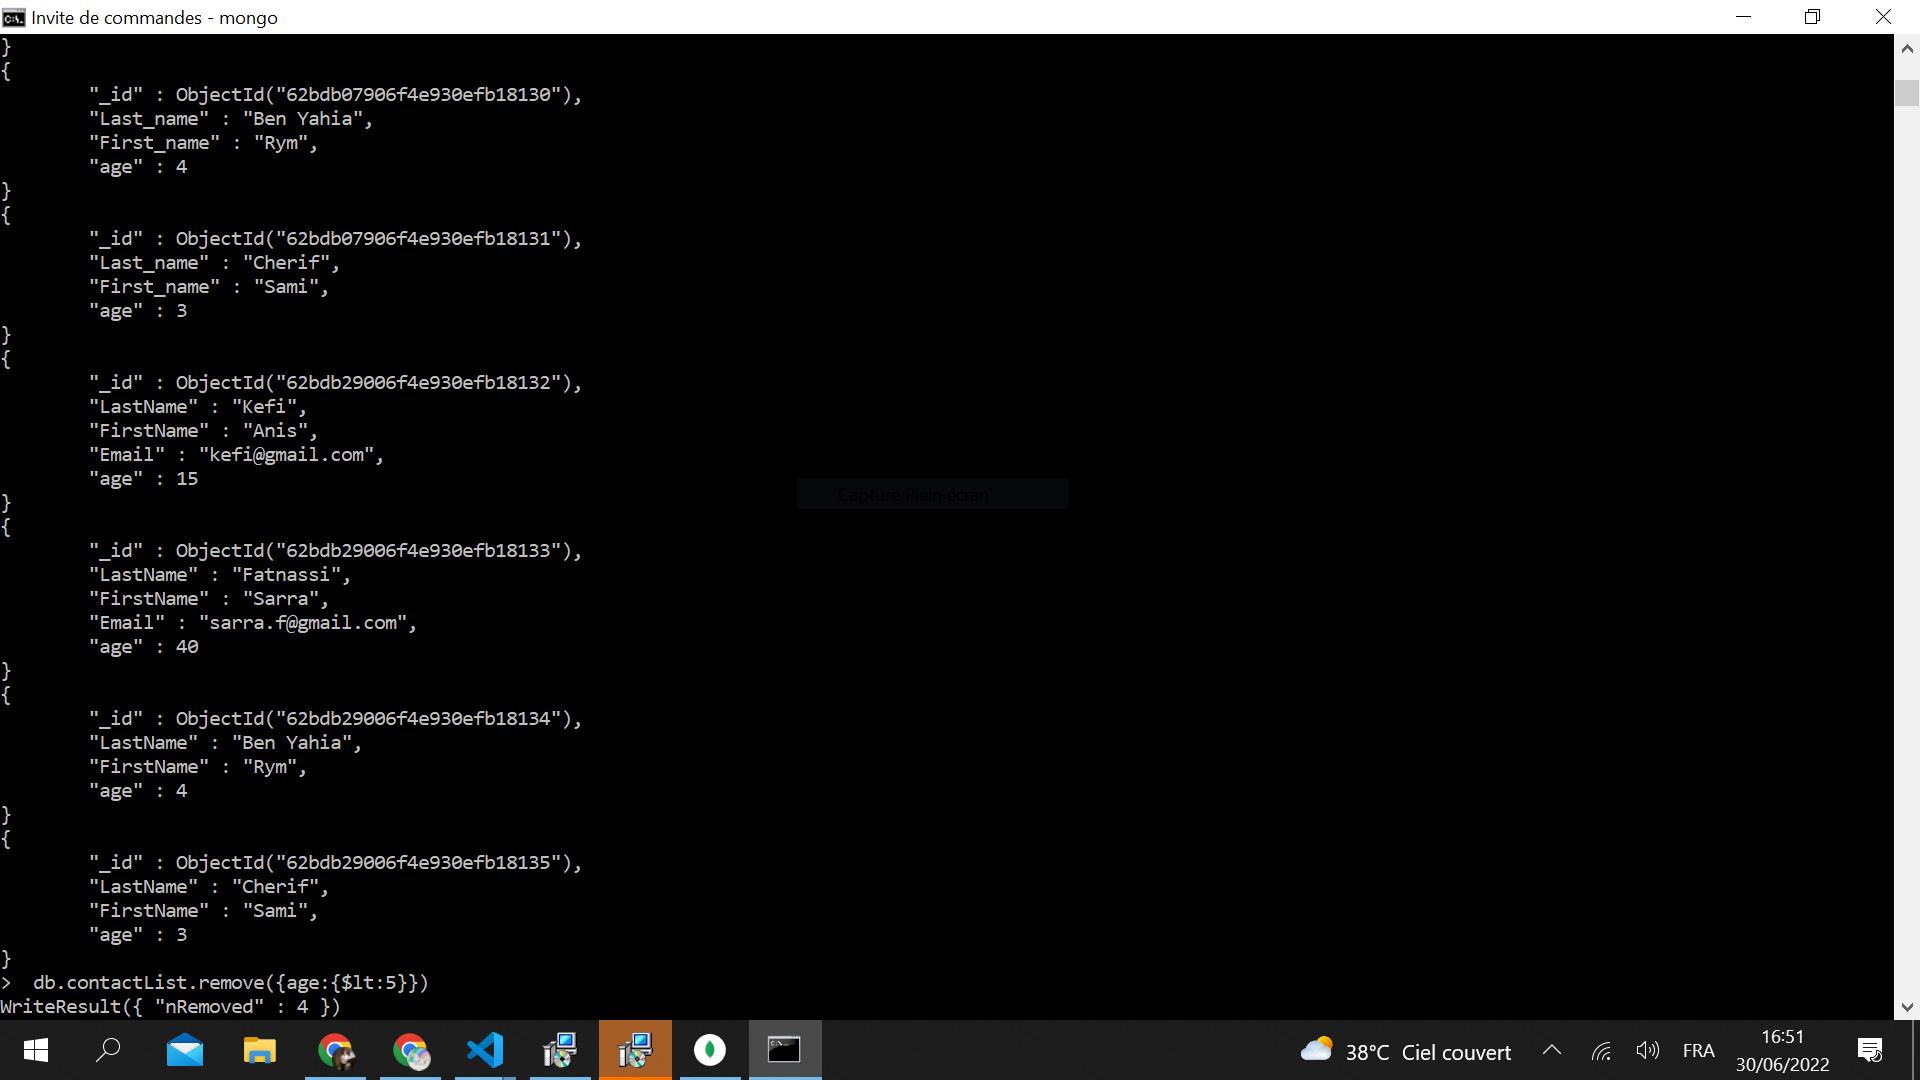 Invite de commandes - mongo
}
{
"_id" : ObjectId("62bdb07906f4e930efb18130"),
"Last_name" : "Ben Yahia",
"First_name" : "Rym",
"age" : 4
}
{
"_id" : ObjectId("62bdb07906f4e930efb18131"),
"Last_name" : "Cherif",
"First_name" : "Sami",
"age" : 3
}
{
"_id" : ObjectId("62bdb29006f4e930efb18132"),
"LastName" : "Kefi",
"FirstName" : "Anis",
"Email" : "kefi@gmail.com",
"age" : 15
}
{
"_id" : ObjectId("62bdb29006f4e930efb18133"),
"LastName" : "Fatnassi",
"FirstName" : "Sarra",
"Email" : "sarra.f@gmail.com",
"age" : 40
}
{
"_id" : ObjectId("62bdb29006f4e930efb18134"),
"LastName" : "Ben Yahia",
"FirstName" : "Rym",
"age" : 4
}
{
"_id" : ObjectId("62bdb29006f4e930efb18135"),
"LastName" : "Cherif",
"FirstName" : "Sami",
"age" : 3
}
>  db.contactList.remove({age:{$lt:5}})
WriteResult({ "nRemoved" : 4 })
Capture Plein écran
38°C Ciel couvert
FRA
16:51
30/06/2022